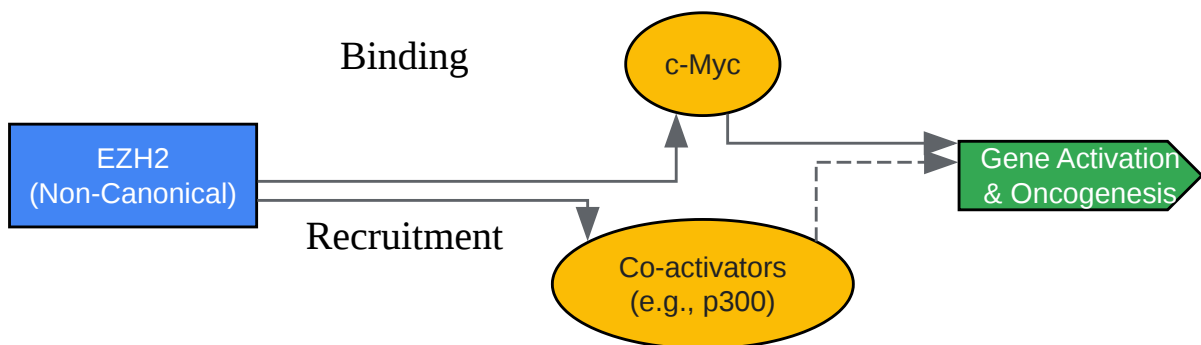 Binding
c-Myc
EZH2
(Non-Canonical)
Gene Activation
& Oncogenesis
Recruitment
Co-activators
(e.g., p300)